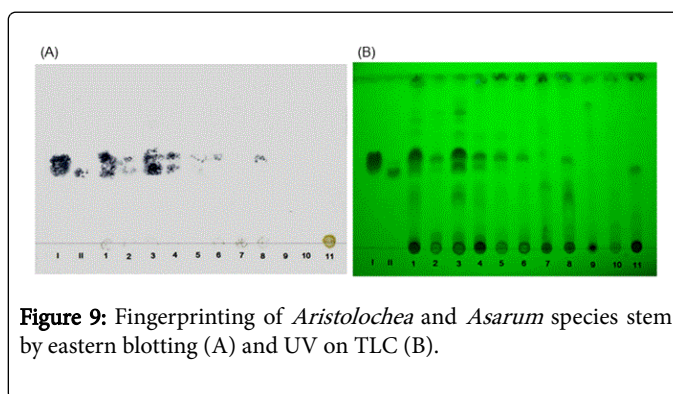 (A) (B)
I II 1 2 3 4 5 6 7 8 9 10 11
I II 1 2 3 4 5 6 7 8 9 10 11
Figure 9: Fingerprinting of Aristolochea and Asarum species stem
by eastern blotting (A) and UV on TLC (B).